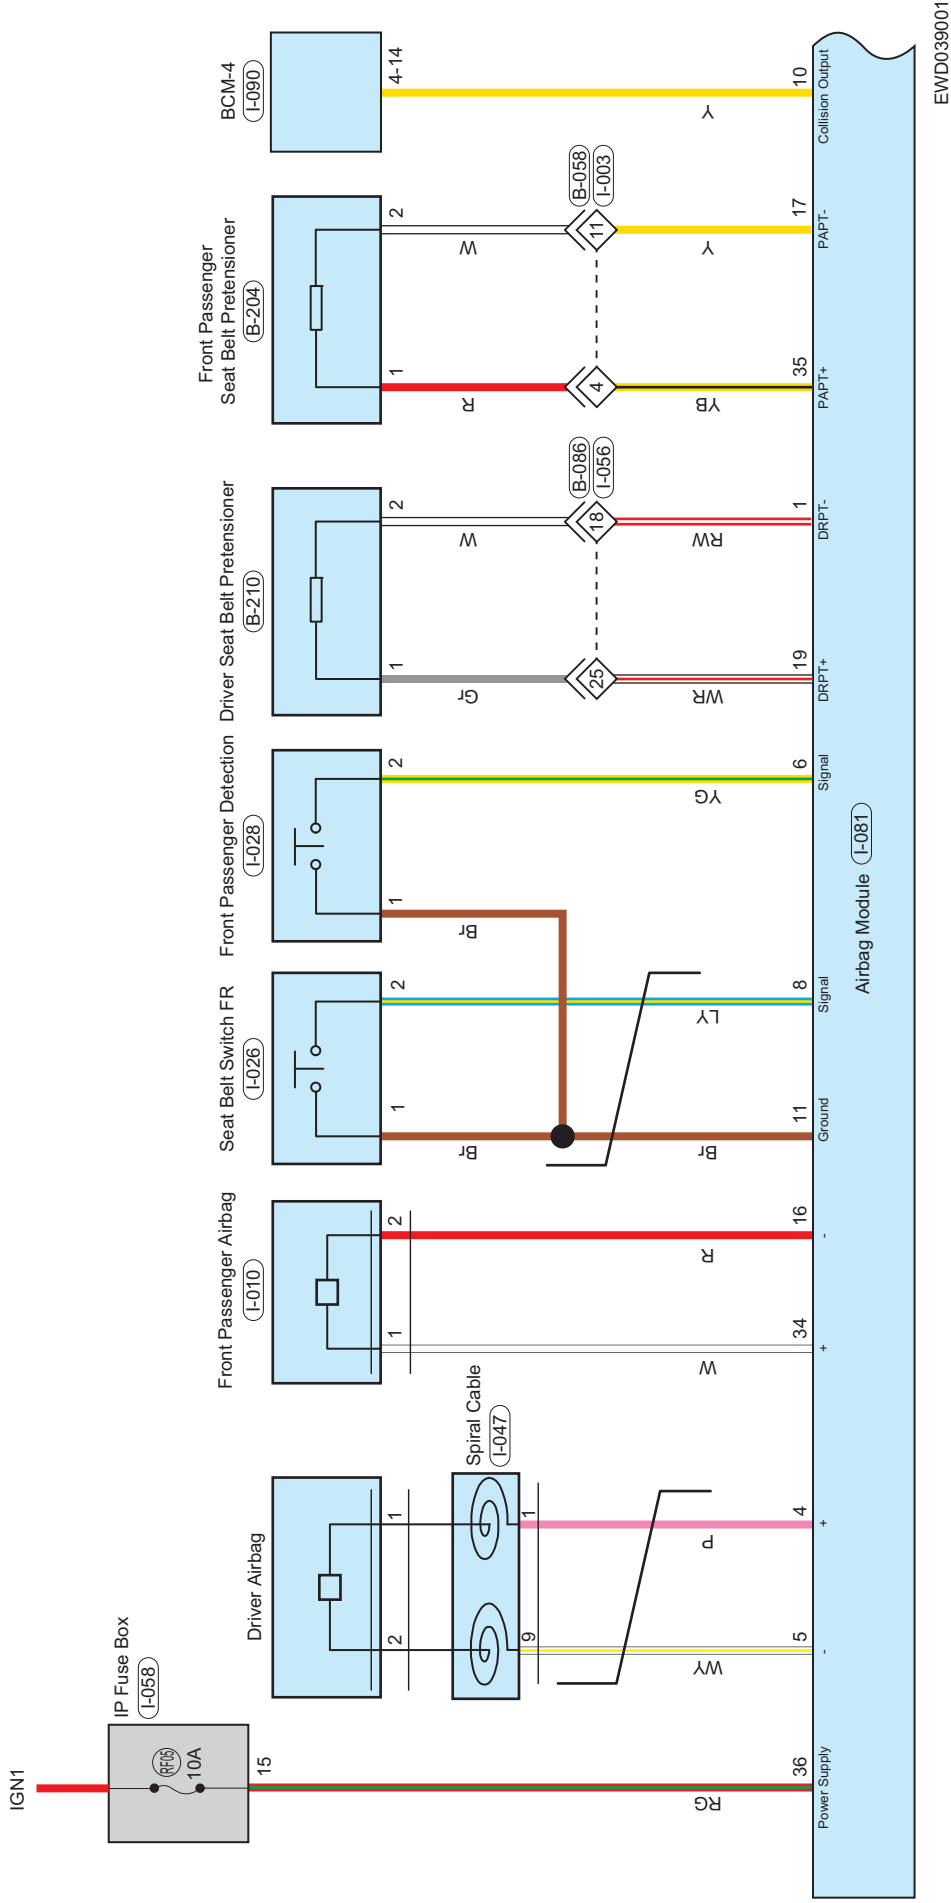 IGN1
IP Fuse Box
I-058
RF05
10A
15
RG
36
Power Supply
Driver Airbag
2
1
Spiral Cable
I-047
9
1
WY
P
5
4
-
+
Front Passenger Airbag
I-010
1
2
W
R
34
16
+
-
Seat Belt Switch FR
I-026
1
2
Br
Br
LY
11
8
Ground
Signal
Front Passenger Detection
I-028
1
2
Br
YG
6
Signal
Driver Seat Belt Pretensioner
B-210
1
2
Gr
W
25
18
B-086
I-056
WR
RW
19
1
DRPT+
DRPT-
Front Passenger
Seat Belt Pretensioner
B-204
1
2
R
W
4
11
B-058
I-003
YB
Y
35
17
PAPT+
PAPT-
BCM-4
I-090
4-14
Y
10
Collision Output
Airbag Module
I-081
EWD039001